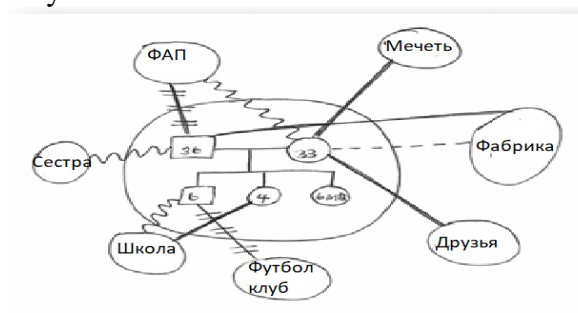 ФАП
Мечеть
36
33
Фабрика
Сестра
6
4
Школа
Друзья
Футбол
клуб